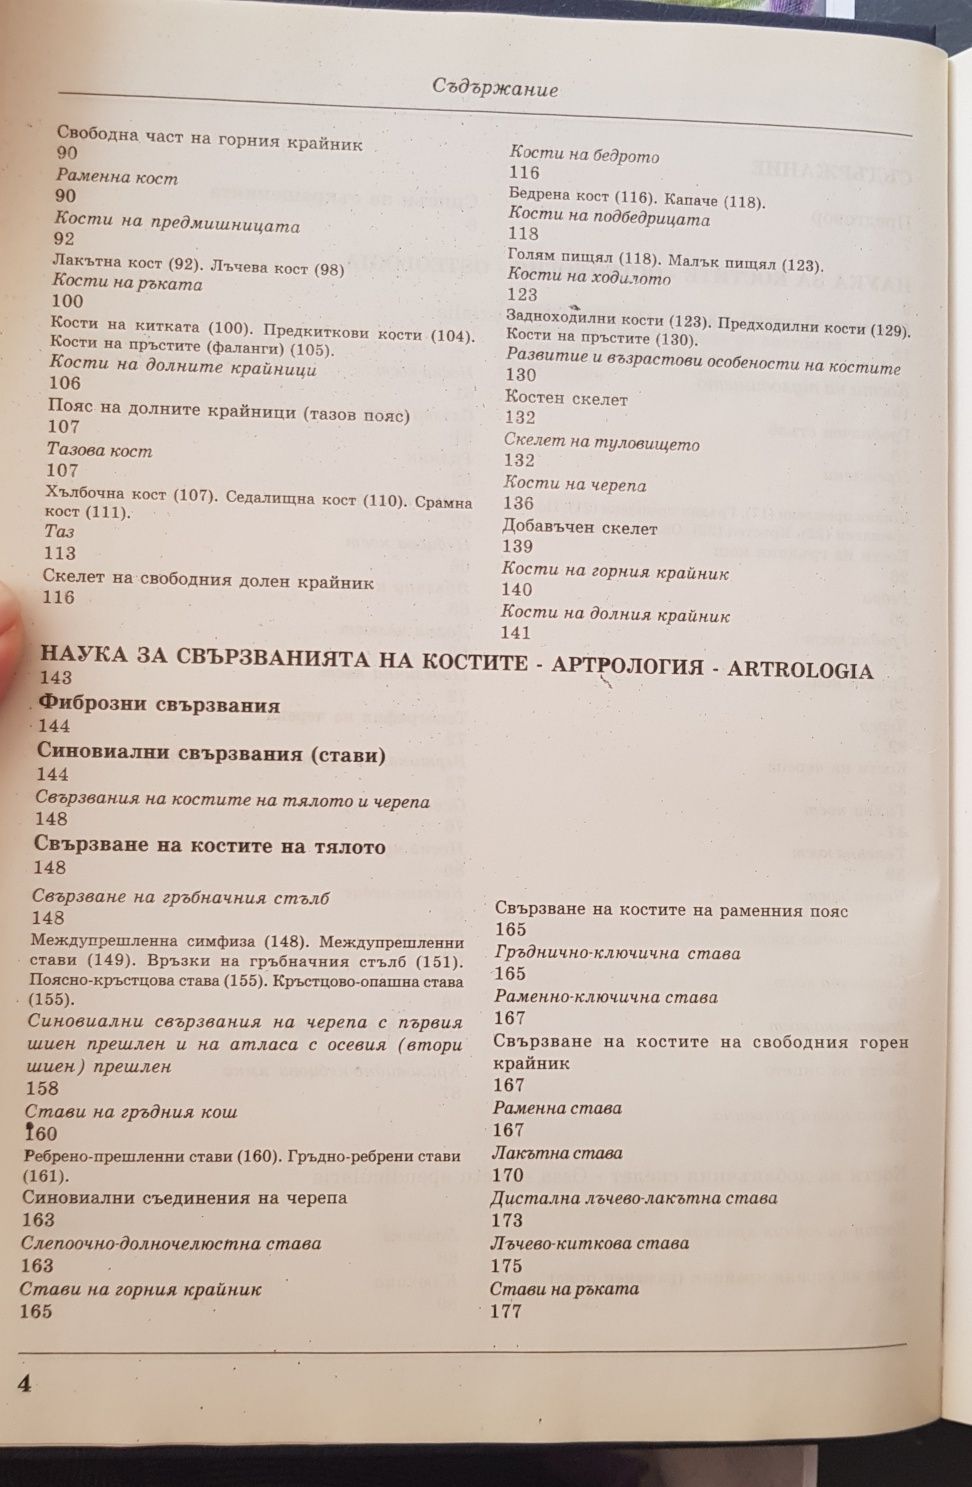 Съдържание
Свободна част на горния крайник
90
Раменна кост
90
Кости на предмишницата
92
Лакътна кост (92). Лъчева кост (98)
Кости на ръката
100
Кости на китката (100). Предкиткови кости (104).
Кости на пръстите (фаланги) (105).
Кости на долните крайници
106
Пояс на долните крайници (тазов пояс)
107
Тазова кост
107
Хълбочна кост (107). Седалищна кост (110). Срамна
кост (111).
Таз
113
Скелет на свободния долен крайник
116
Кости на бедрото
116
Бедрена кост (116). Капаче (118).
Кости на подбедрицата
118
Голям пищял (118). Малък пищял (123).
Кости на ходилото
123
Задноходилни кости (123). Предходилни кости (129).
Кости на пръстите (130).
Развитие и възрастови особености на костите
130
Костен скелет
132
Скелет на туловището
132
Кости на черепа
136
Добавъчен скелет
139
Кости на горния крайник
140
Кости на долния крайник
141
НАУКА ЗА СВЪРЗВАНИЯТА НА КОСТИТЕ - АРТРОЛОГИЯ - ARTROLOGIA
143
Фиброзни свързвания
144
Синовиални свързвания (стави)
144
Свързвания на костите на тялото и черепа
148
Свързване на костите на тялото
148
Свързване на гръбначния стълб
148
Междупрешленна симфиза (148). Междупрешленни
стави (149). Връзки на гръбначния стълб (151).
Поясно-кръстцова става (155). Кръстцово-опашна става
(155).
Синовиални свързвания на черепа с първия
шиен прешлен и на атласа с осевия (втори
шиен) прешлен
158
Стави на гръдния кош
160
Ребрено-прешленни стави (160). Гръдно-ребрени стави
(161).
Синовиални съединения на черепа
163
Слепоочно-долночелюстна става
163
Стави на горния крайник
165
Свързване на костите на раменния пояс
165
Гръднично-ключична става
165
Раменно-ключична става
167
Свързване на костите на свободния горен
крайник
167
Раменна става
167
Лакътна става
170
Дистална лъчево-лакътна става
173
Лъчево-киткова става
175
Стави на ръката
177
4